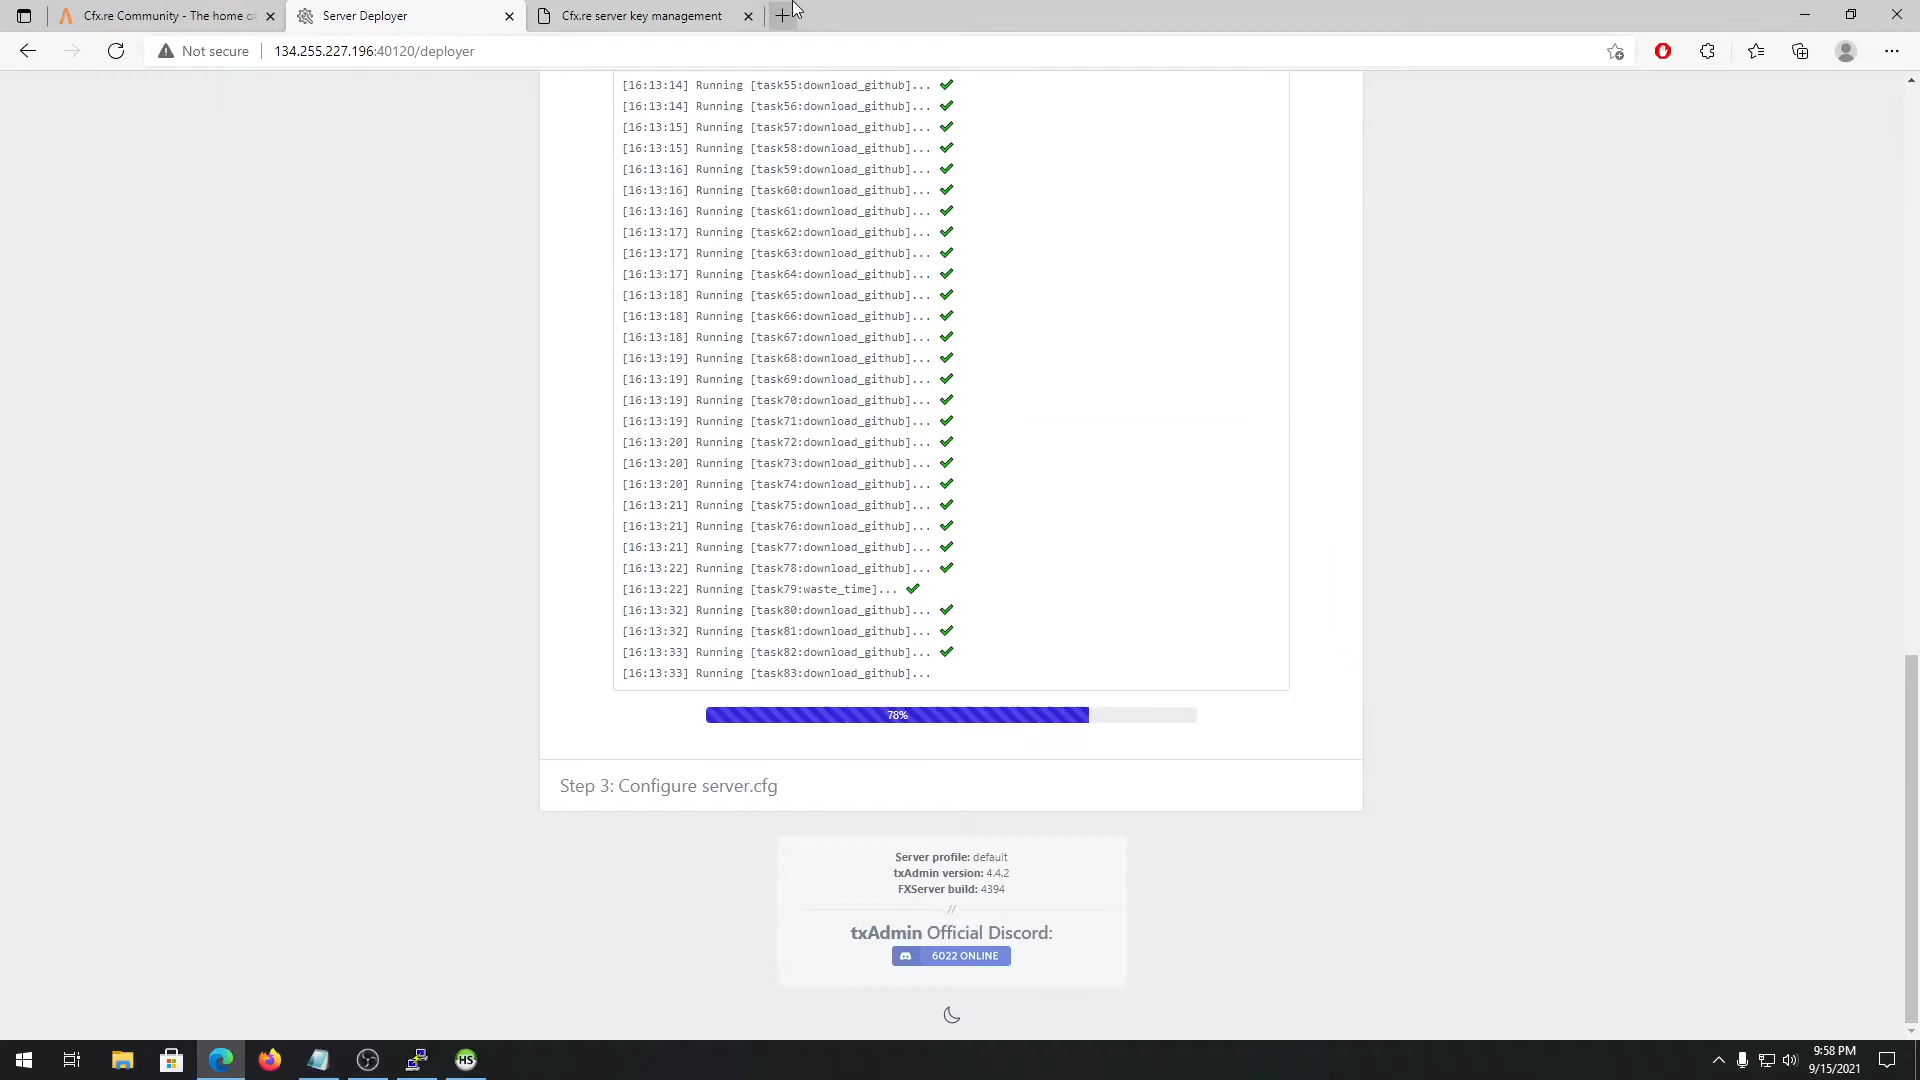 Cfx.re Community - The home of
Server Deployer
Cfx.re server key management
Not secure
134.255.227.196:40120/deployer
[16:13:14] Running [task55:download_github]...
[16:13:14] Running [task56:download_github]...
[16:13:15] Running [task57:download_github]...
[16:13:15] Running [task58:download_github]...
[16:13:16] Running [task59:download_github]...
[16:13:16] Running [task60:download_github]...
[16:13:16] Running [task61:download_github]...
[16:13:17] Running [task62:download_github]...
[16:13:17] Running [task63:download_github]...
[16:13:17] Running [task64:download_github]...
[16:13:18] Running [task65:download_github]...
[16:13:18] Running [task66:download_github]...
[16:13:18] Running [task67:download_github]...
[16:13:19] Running [task68:download_github]...
[16:13:19] Running [task69:download_github]...
[16:13:19] Running [task70:download_github]...
[16:13:19] Running [task71:download_github]...
[16:13:20] Running [task72:download_github]...
[16:13:20] Running [task73:download_github]...
[16:13:20] Running [task74:download_github]...
[16:13:21] Running [task75:download_github]...
[16:13:21] Running [task76:download_github]...
[16:13:21] Running [task77:download_github]...
[16:13:22] Running [task78:download_github]...
[16:13:22] Running [task79:waste_time]...
[16:13:32] Running [task80:download_github]...
[16:13:32] Running [task81:download_github]...
[16:13:33] Running [task82:download_github]...
[16:13:33] Running [task83:download_github]...
78%
Step 3: Configure server.cfg
Server profile: default
txAdmin version: 4.4.2
FXServer build: 4394
//
txAdmin Official Discord:
6022 ONLINE
HS
9:58 PM
9/15/2021